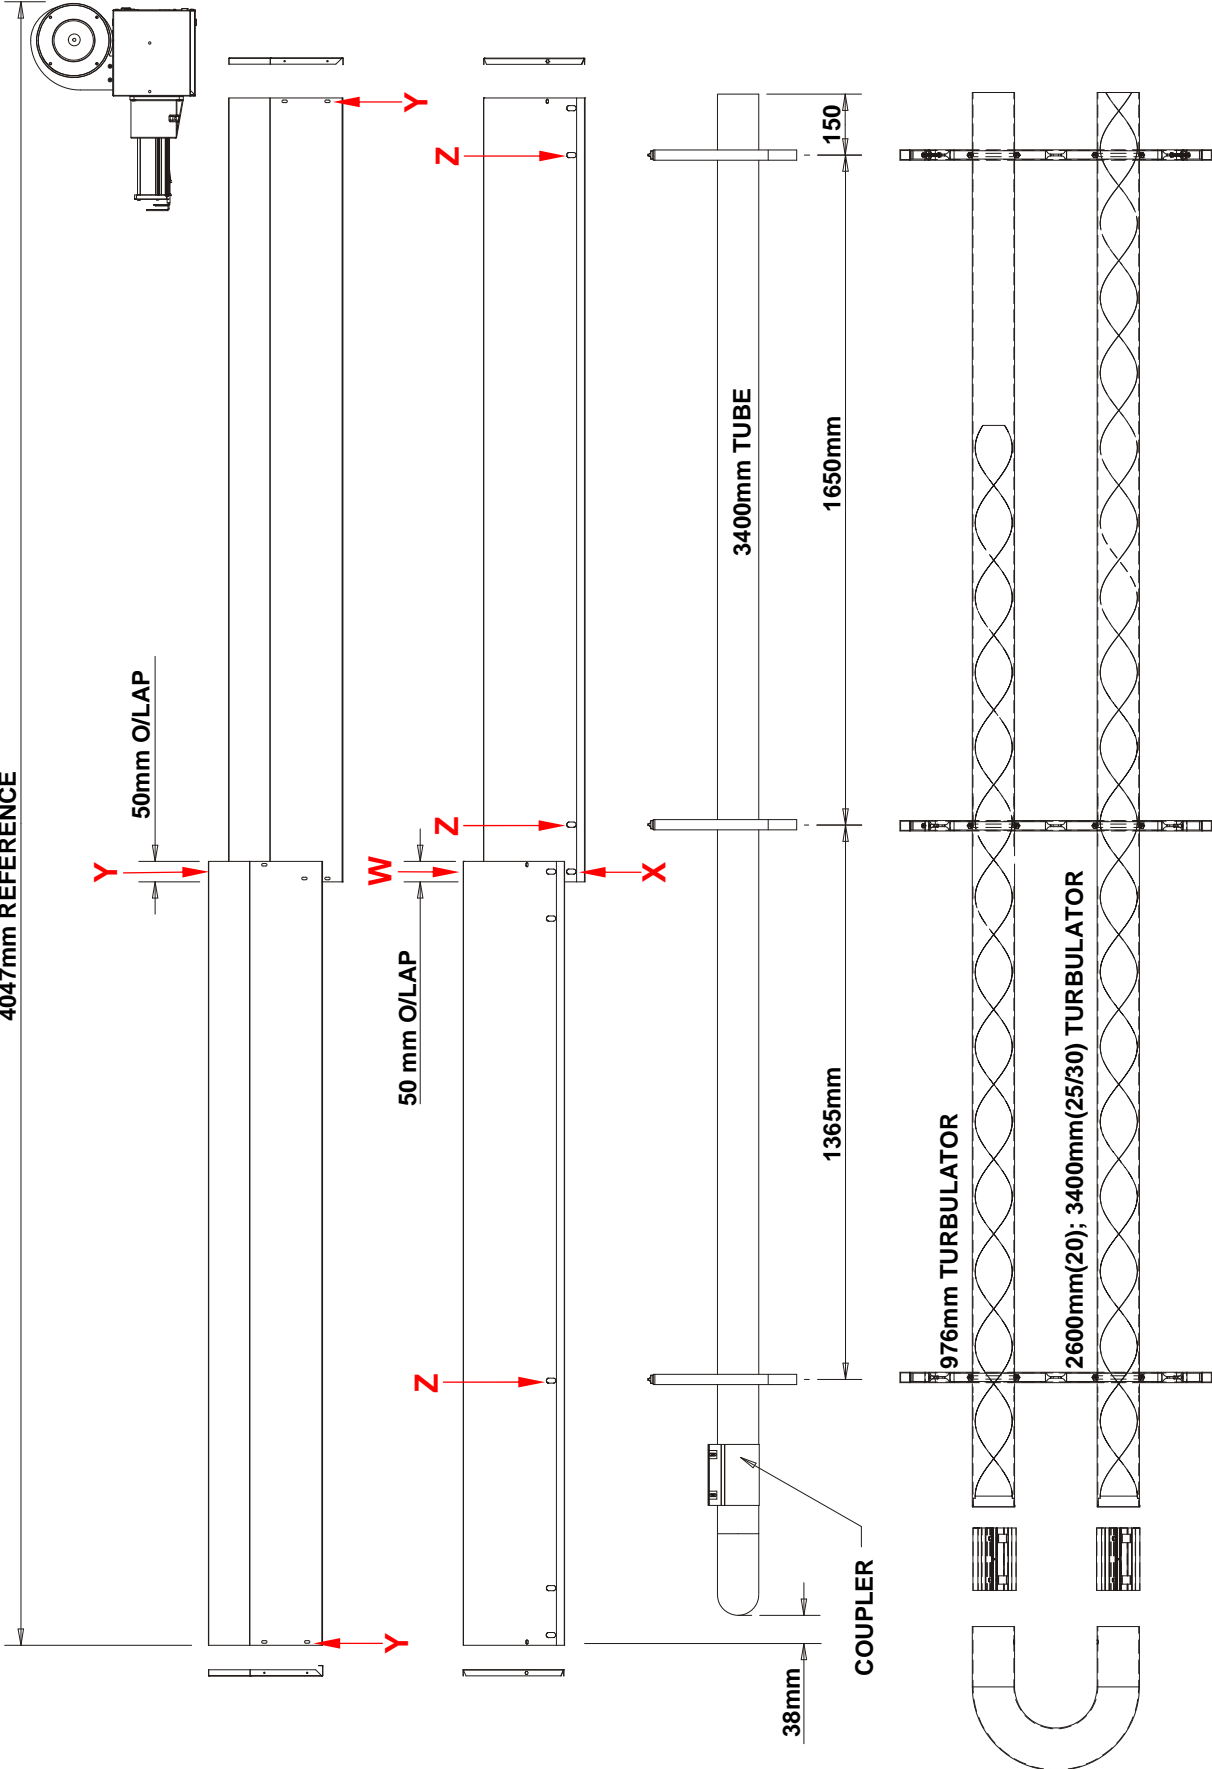 4047mm REFERENCE
50mm O/LAP
Y
Y
Y
Z
Z
Z
W
X
50 mm O/LAP
3400mm TUBE
150
1650mm
1365mm
38mm
COUPLER
976mm TURBULATOR
2600mm(20); 3400mm(25/30) TURBULATOR